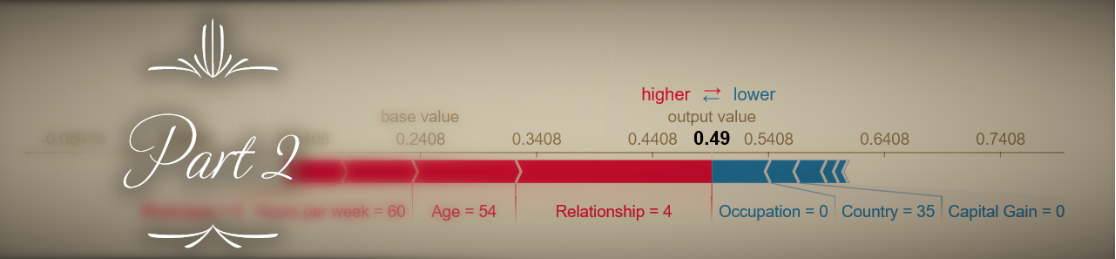 higher lower
base value output value
0.2408 0.3408 0.4408 0.49 0.5408 0.6408 0.7408
Part 2
per week = 60 Age = 54 Relationship = 4 Occupation = 0 Country = 35 Capital Gain = 0